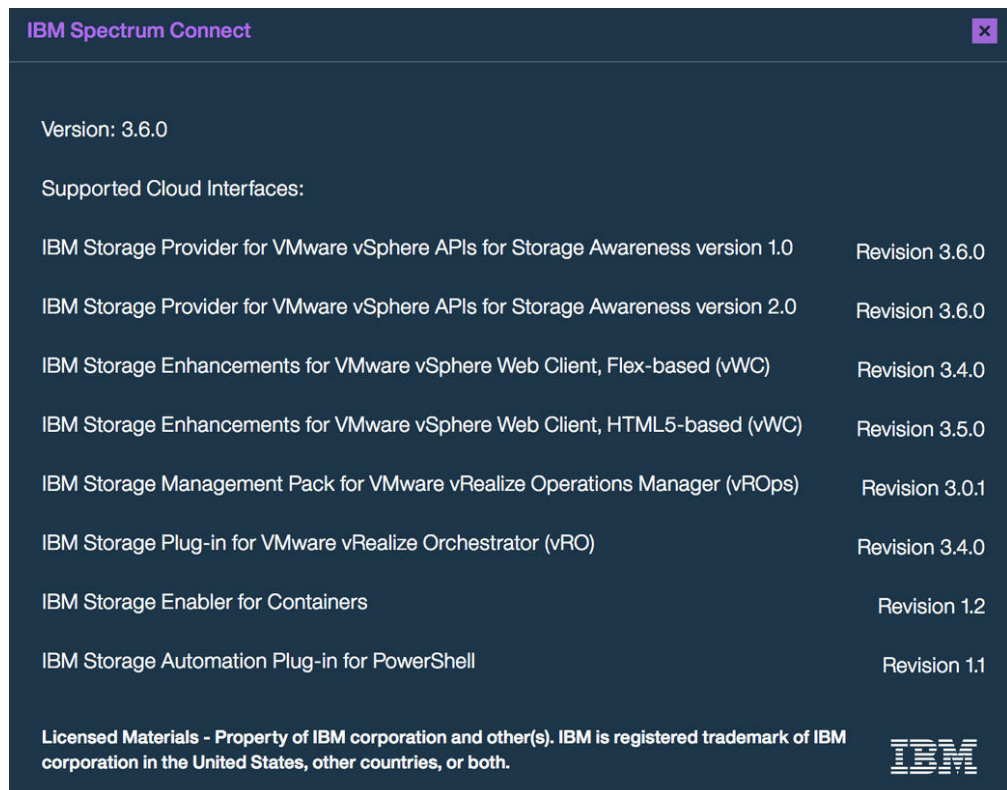 IBM Spectrum Connect
Version: 3.6.0
Supported Cloud Interfaces:
IBM Storage Provider for VMware vSphere APIs for Storage Awareness version 1.0 Revision 3.6.0
IBM Storage Provider for VMware vSphere APIs for Storage Awareness version 2.0 Revision 3.6.0
IBM Storage Enhancements for VMware vSphere Web Client, Flex-based (vWC) Revision 3.4.0
IBM Storage Enhancements for VMware vSphere Web Client, HTML5-based (vWC) Revision 3.5.0
IBM Storage Management Pack for VMware vRealize Operations Manager (vROps) Revision 3.0.1
IBM Storage Plug-in for VMware vRealize Orchestrator (vRO) Revision 3.4.0
IBM Storage Enabler for Containers Revision 1.2
IBM Storage Automation Plug-in for PowerShell Revision 1.1
Licensed Materials - Property of IBM corporation and other(s). IBM is registered trademark of IBM
corporation in the United States, other countries, or both.
IBM